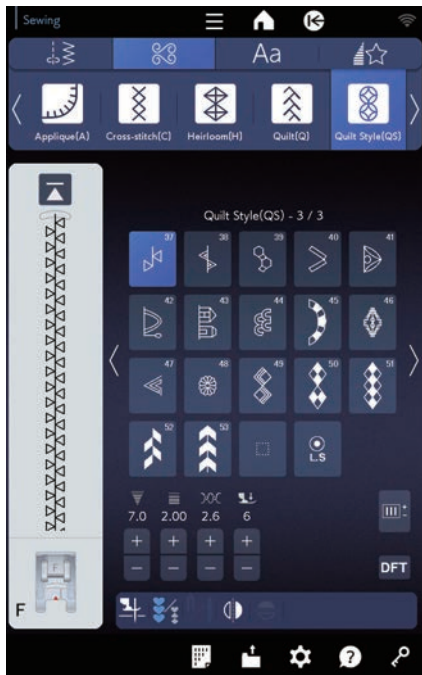 Sewing
Aa
Applique(A) Cross-stitch(C) Heirloom(H) Quilt(Q) Quilt Style(QS)
Quilt Style(QS) - 3 / 3
37 38 39 40 41
42 43 44 45 46
47 48 49 50 51
52 53
L.S
7.0 2.00 2.6 6
+ + +
− − −
DFT
F